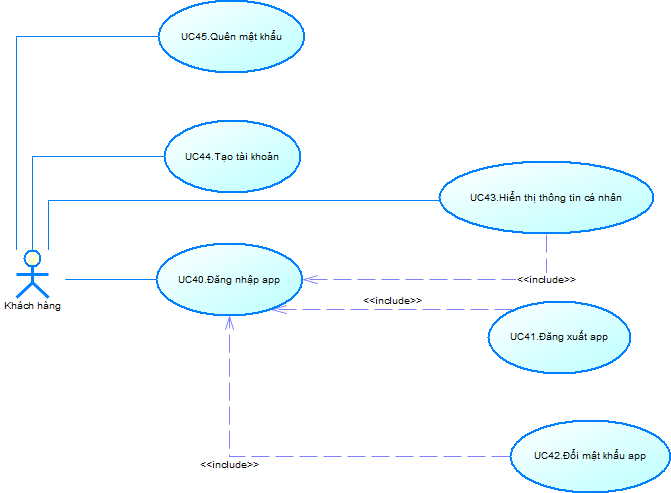 UC45.Quên mật khẩu
UC44.Tạo tài khoản
UC43.Hiển thị thông tin cá nhân
UC40.Đăng nhập app
<<include>>
Khách hàng
<<include>>
UC41.Đăng xuất app
UC42.Đổi mật khẩu app
<<include>>